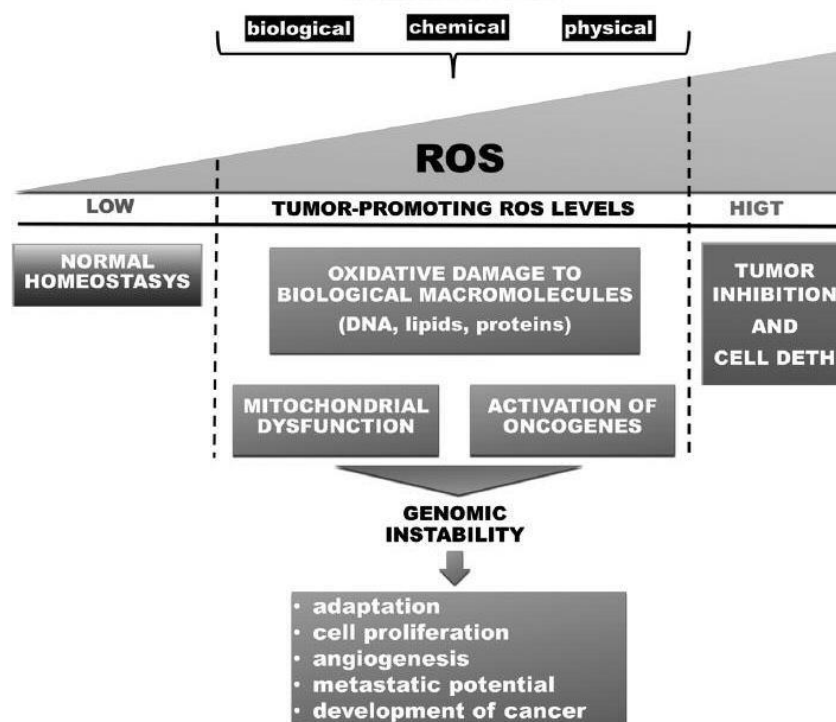 biological chemical physical
ROS
LOW TUMOR-PROMOTING ROS LEVELS HIGT
NORMAL
HOMEOSTASYS
OXIDATIVE DAMAGE TO
BIOLOGICAL MACROMOLECULES
(DNA, lipids, proteins)
TUMOR
INHIBITION
AND
CELL DETH
MITOCHONDRIAL
DYSFUNCTION
ACTIVATION OF
ONCOGENES
GENOMIC
INSTABILITY
• adaptation
• cell proliferation
• angiogenesis
• metastatic potential
• development of cancer